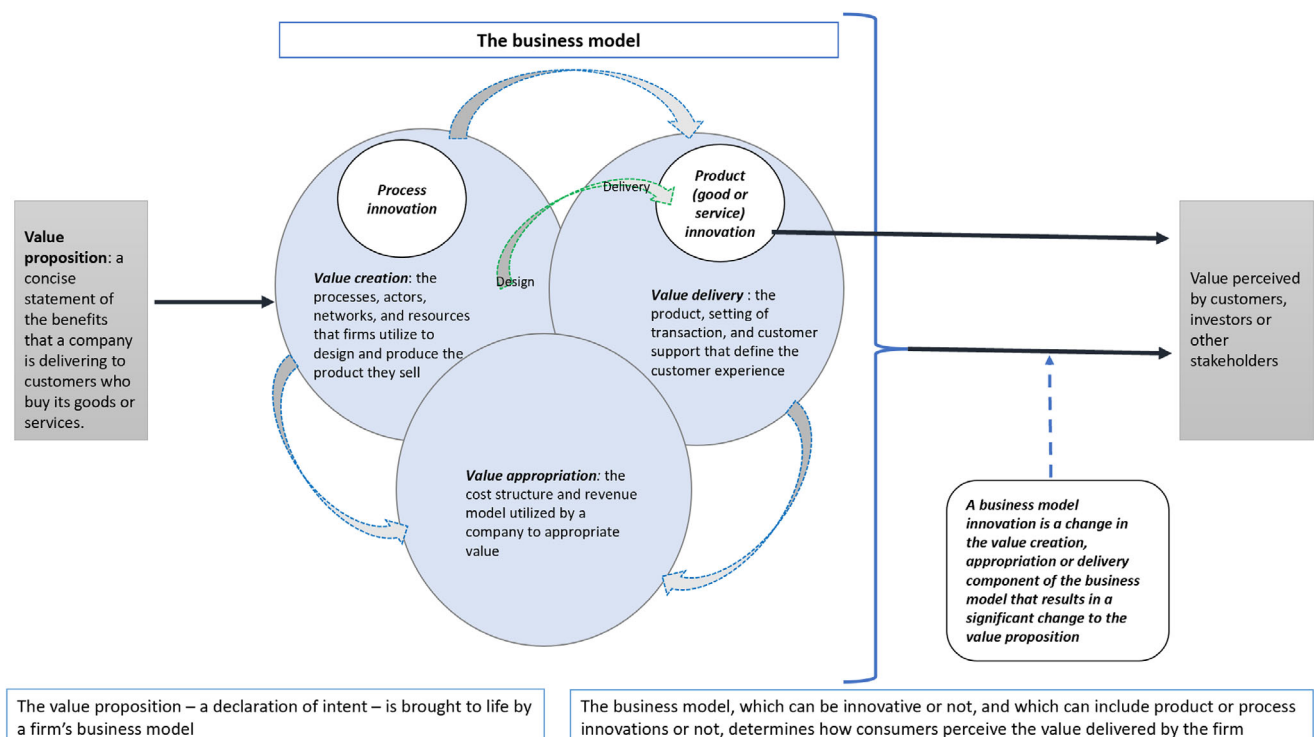 The business model
Process
innovation
Delivery
Product
(good or
service)
innovation
Design
Value
proposition: a
concise
statement of
the benefits
that a company
is delivering to
customers who
buy its goods or
services.
Value creation: the
processes, actors,
networks, and resources
that firms utilize to
design and produce the
product they sell
Value delivery : the
product, setting of
transaction, and customer
support that define the
customer experience
Value appropriation: the
cost structure and revenue
model utilized by a
company to appropriate
value
Value perceived
by customers,
investors or
other
stakeholders
A business model
innovation is a change in
the value creation,
appropriation or delivery
component of the business
model that results in a
significant change to the
value proposition
The value proposition – a declaration of intent – is brought to life by
a firm's business model
The business model, which can be innovative or not, and which can include product or process
innovations or not, determines how consumers perceive the value delivered by the firm